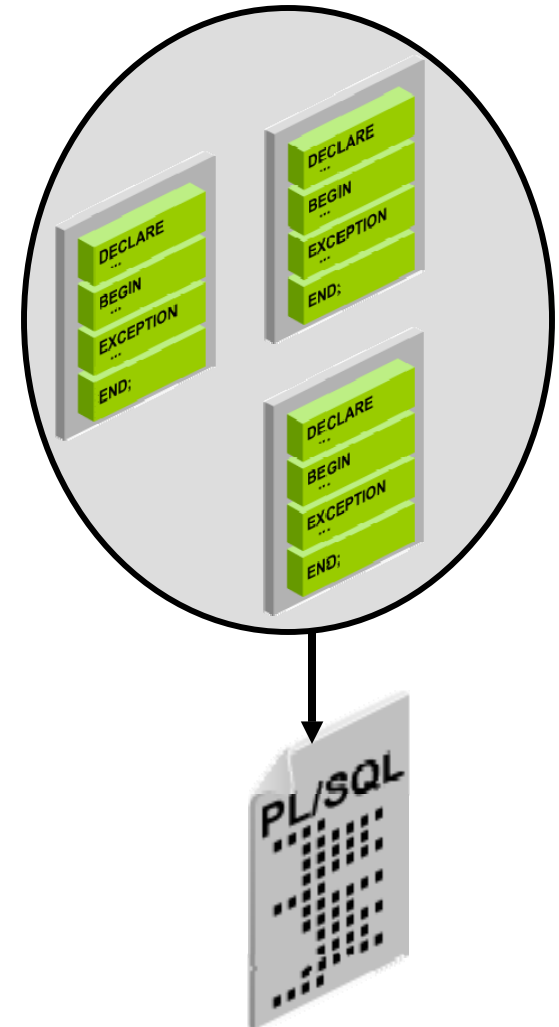 DECLARE
...
BEGIN
...
EXCEPTION
...
END;
DECLARE
...
BEGIN
...
EXCEPTION
...
END;
DECLARE
...
BEGIN
...
EXCEPTION
...
END;
PL/SQL